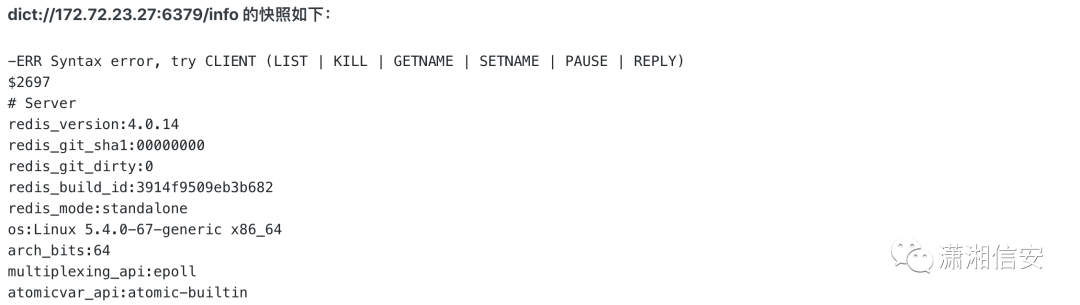 dict://172.72.23.27:6379/info 的快照如下：
-ERR Syntax error, try CLIENT (LIST | KILL | GETNAME | SETNAME | PAUSE | REPLY)
$2697
# Server
redis_version:4.0.14
redis_git_sha1:00000000
redis_git_dirty:0
redis_build_id:3914f9509eb3b682
redis_mode:standalone
os:Linux 5.4.0-67-generic x86_64
arch_bits:64
multiplexing_api:epoll
atomicvar_api:atomic-builtin
潇湘信安